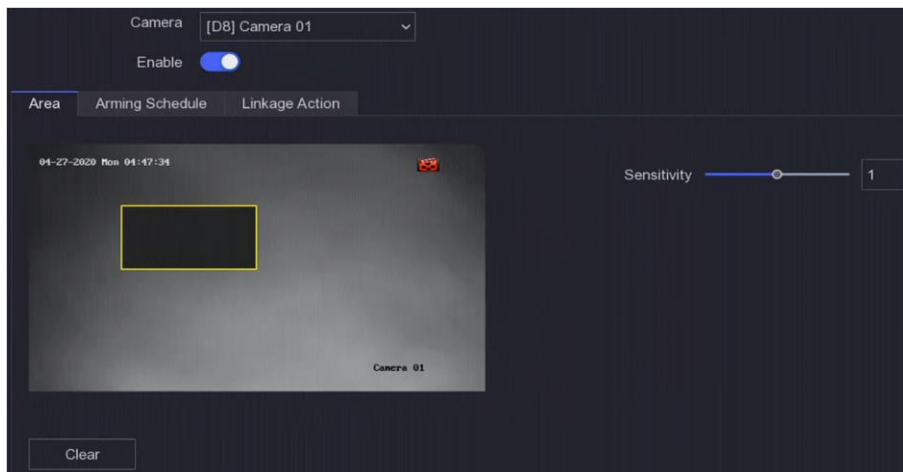 Camera [D8] Camera 01
Enable
Area Arming Schedule Linkage Action
04-27-2020 Mon 04:47:34
Sensitivity 1
Camera 01
Clear